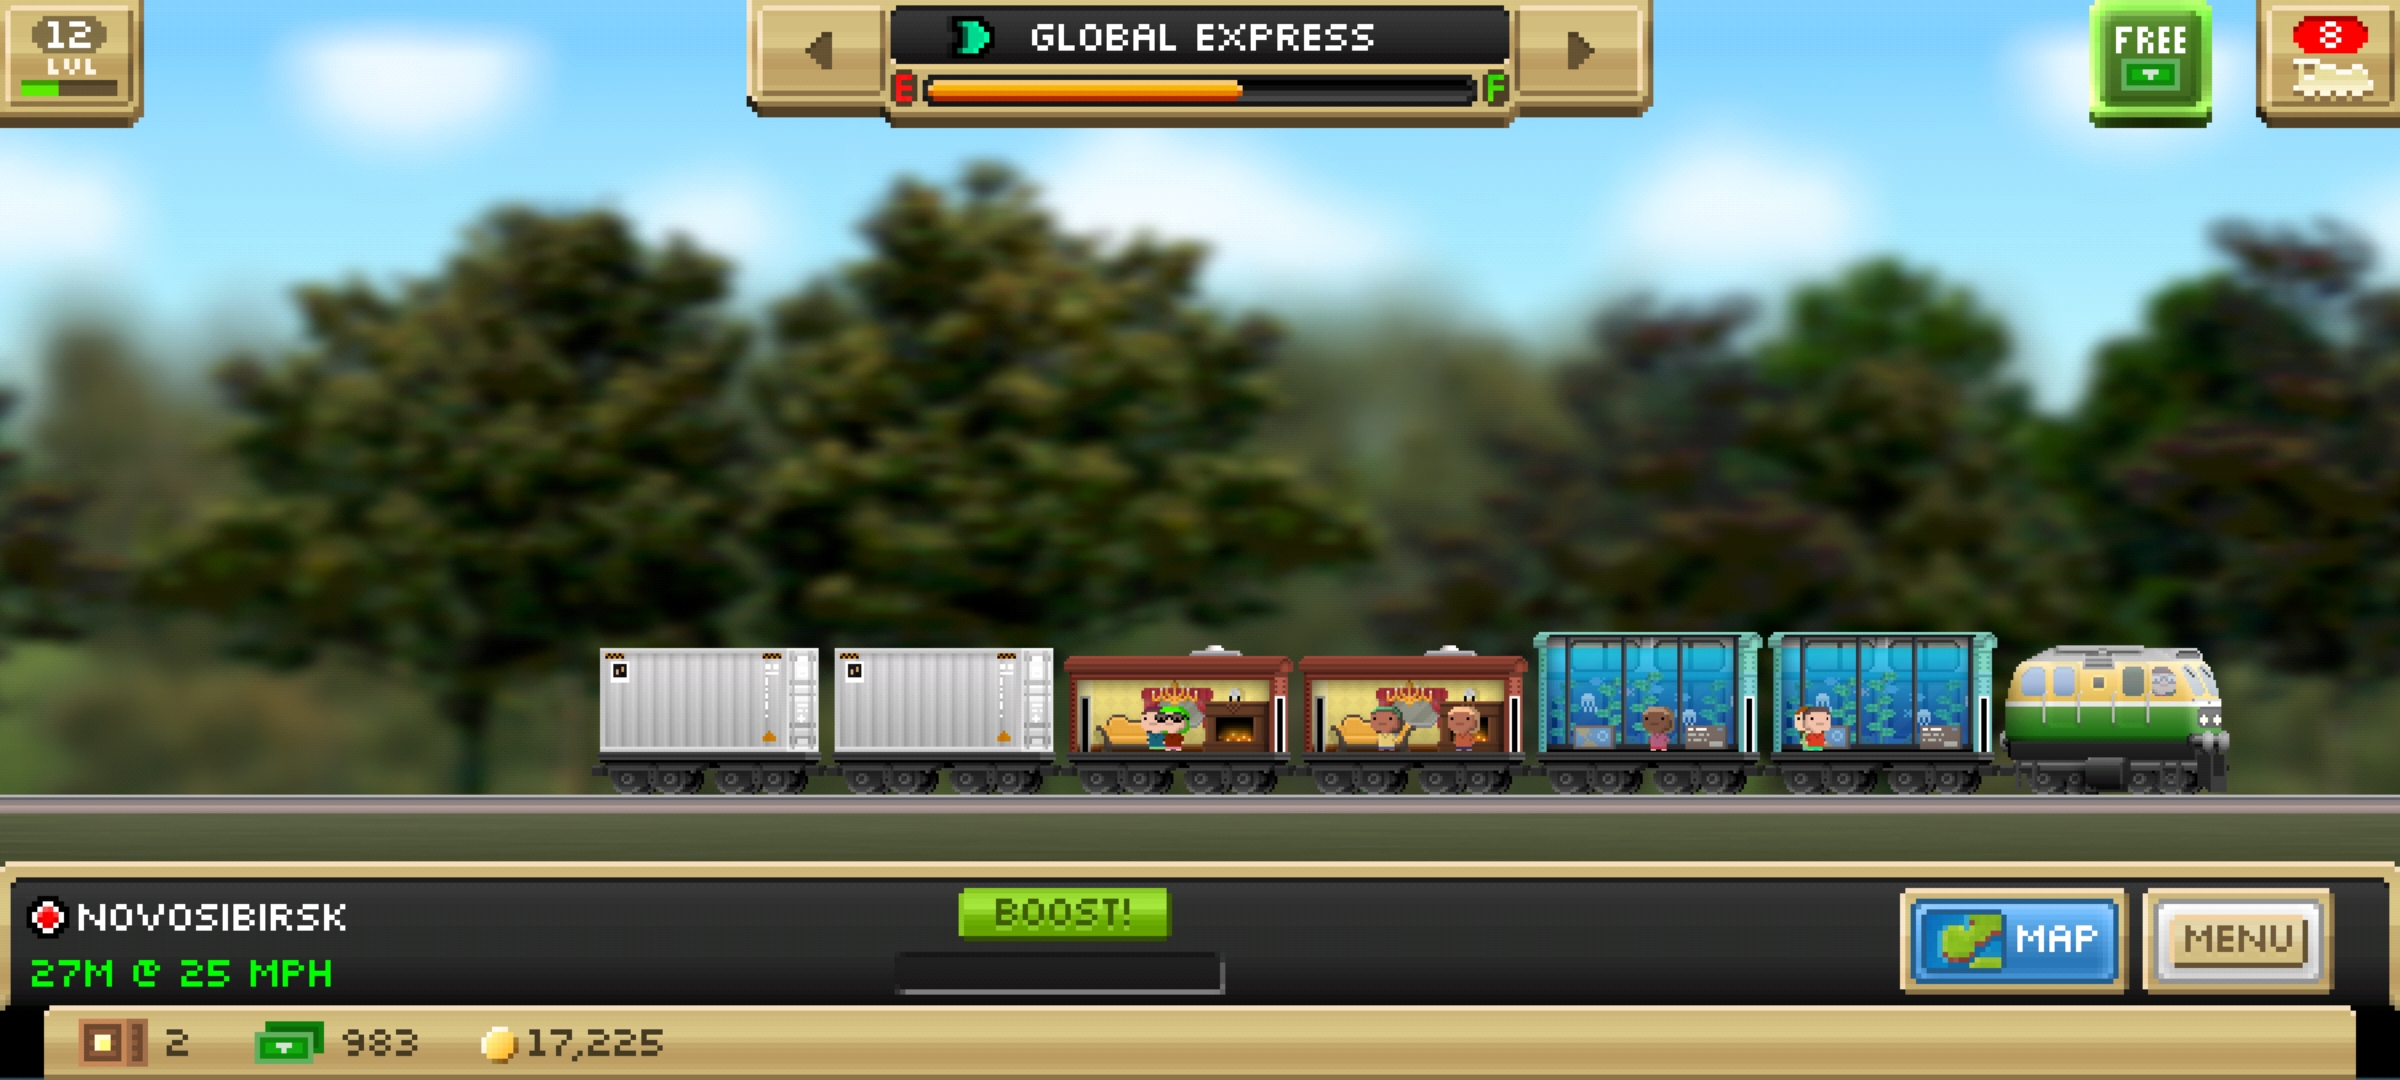 12
LVL
GLOBAL EXPRESS
E F
FREE
8
NOVOSIBIRSK
27M @ 25 MPH
BOOST!
MAP
MENU
2 983 17,225